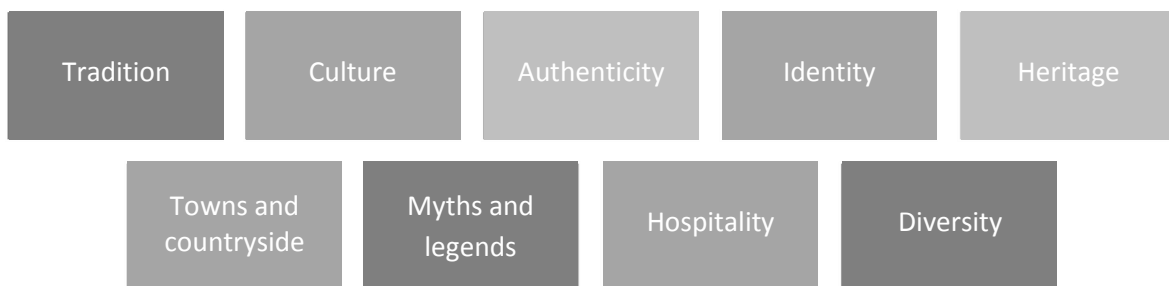 Tradition
Culture
Authenticity
Identity
Heritage
Towns and
countryside
Myths and
legends
Hospitality
Diversity